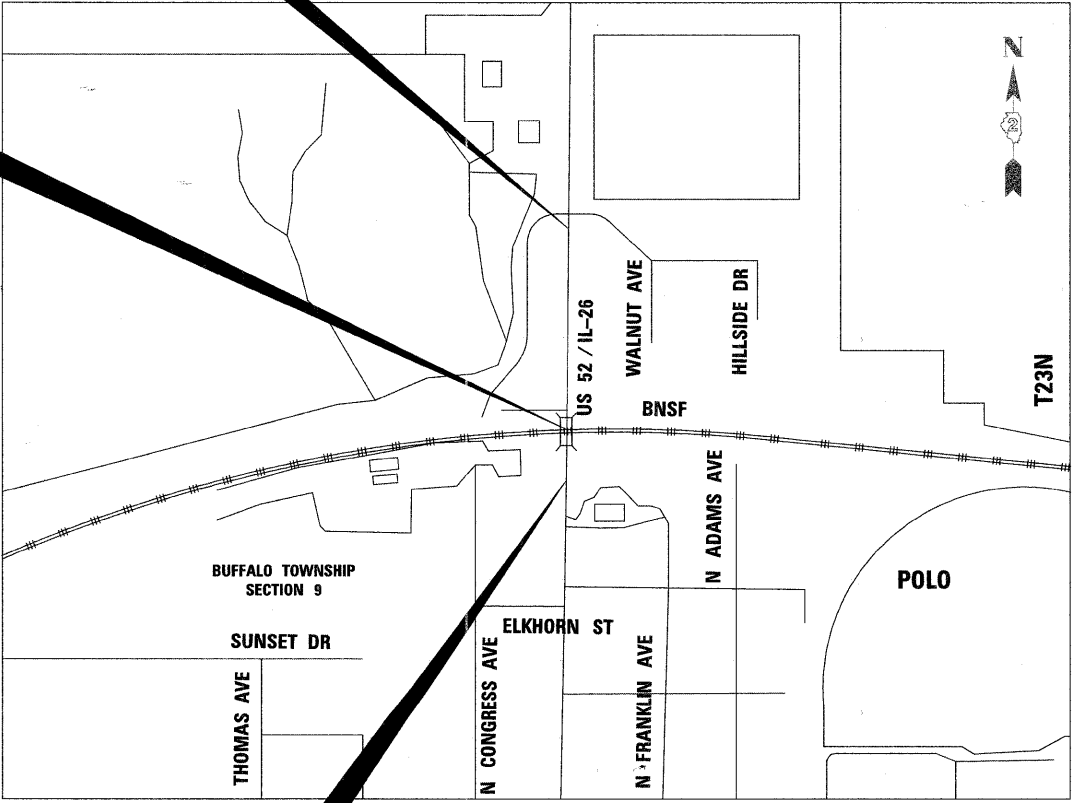 N
2
US 52 / IL-26
WALNUT AVE
HILLSIDE DR
T23N
BNSF
N ADAMS AVE
BUFFALO TOWNSHIP
SECTION 9
POLO
ELKHORN ST
SUNSET DR
THOMAS AVE
N CONGRESS AVE
N FRANKLIN AVE